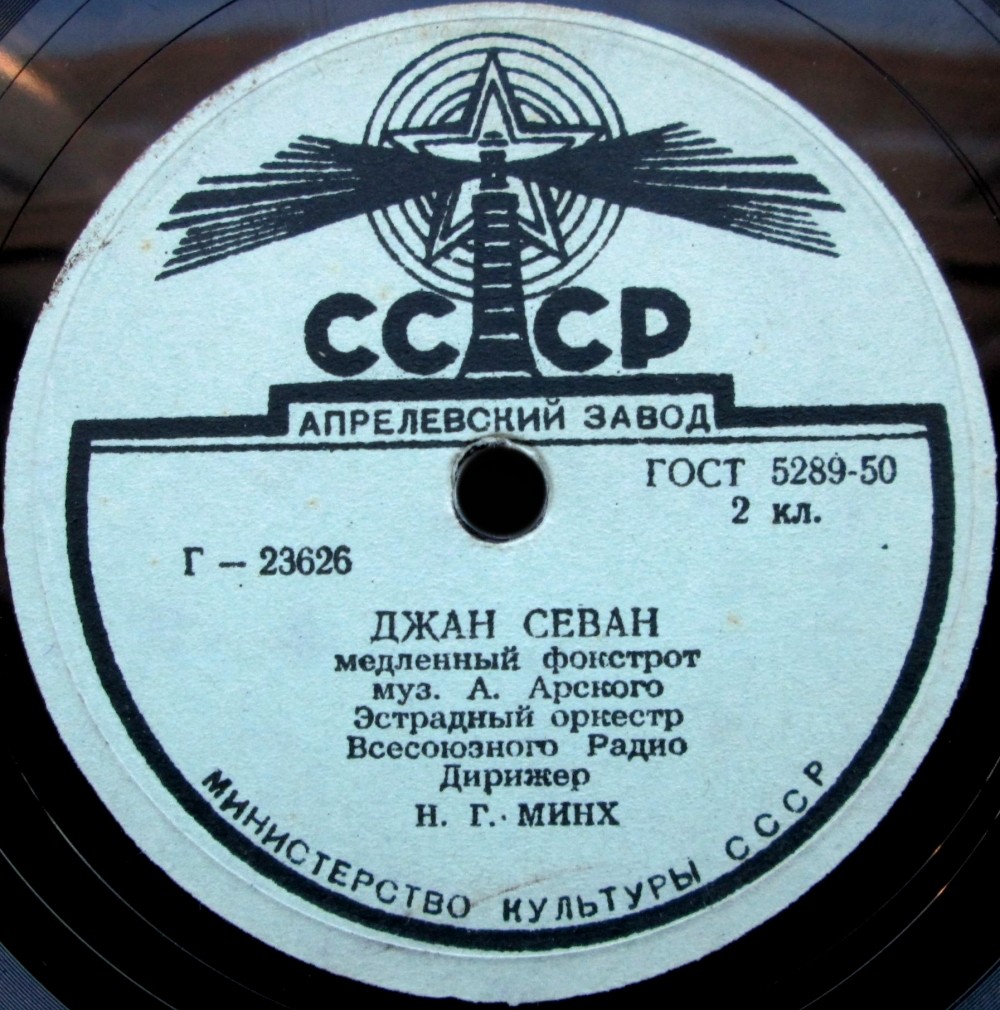 СССР
АПРЕЛЕВСКИЙ ЗАВОД
ГОСТ 5289-50
2 кл.
Г – 23626
ДЖАН СЕВАН
медленный фокстрот
муз. А. Арского
Эстрадный оркестр
Всесоюзного Радио
Дирижер
Н. Г. МИНХ
МИНИСТЕРСТВО КУЛЬТУРЫ СССР